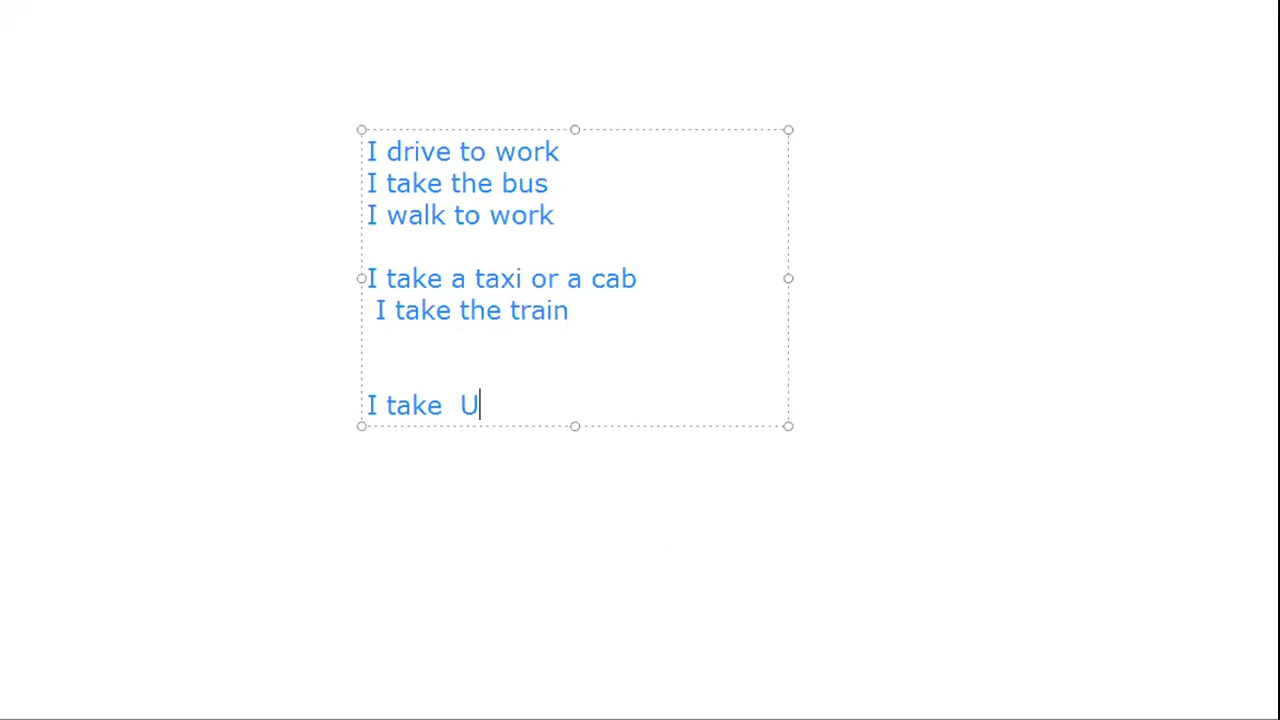 I drive to work
I take the bus
I walk to work
I take a taxi or a cab
I take the train
I take  U